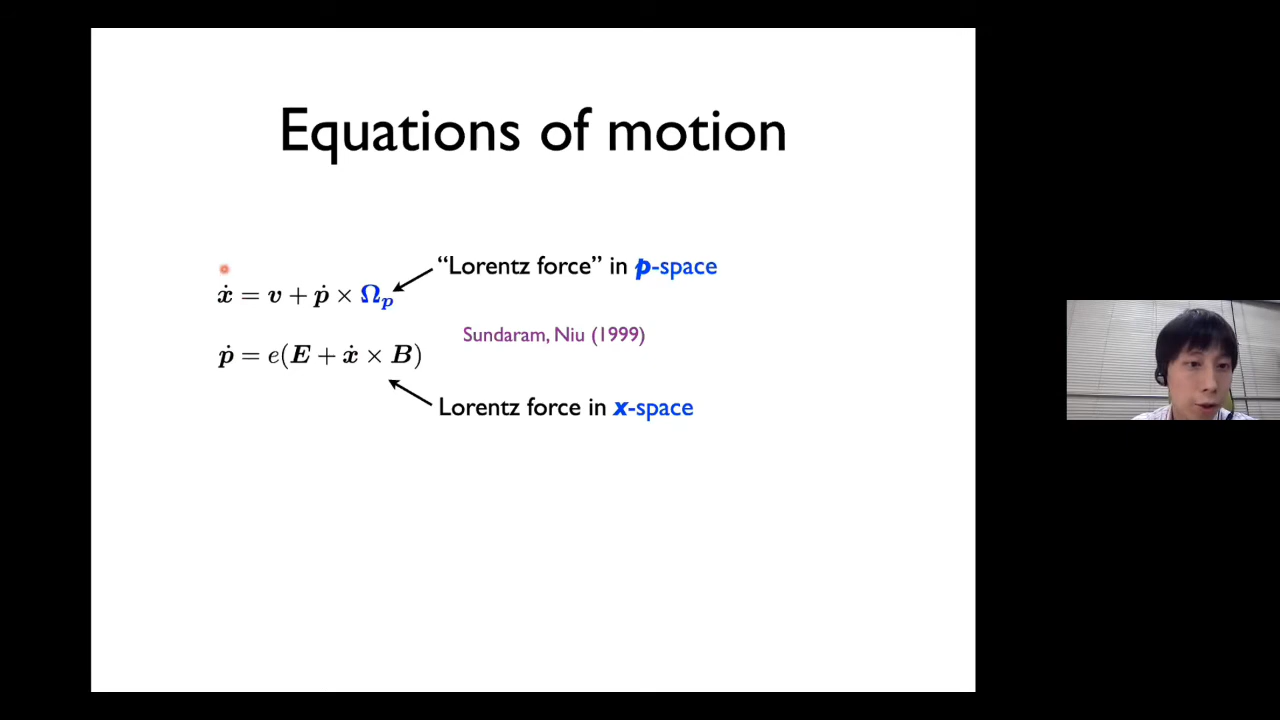 Equations of motion
“Lorentz force” in p-space
ẋ = v + ṗ × Ωₚ
Sundaram, Niu (1999)
ṗ = e(E + ẋ × B)
Lorentz force in x-space